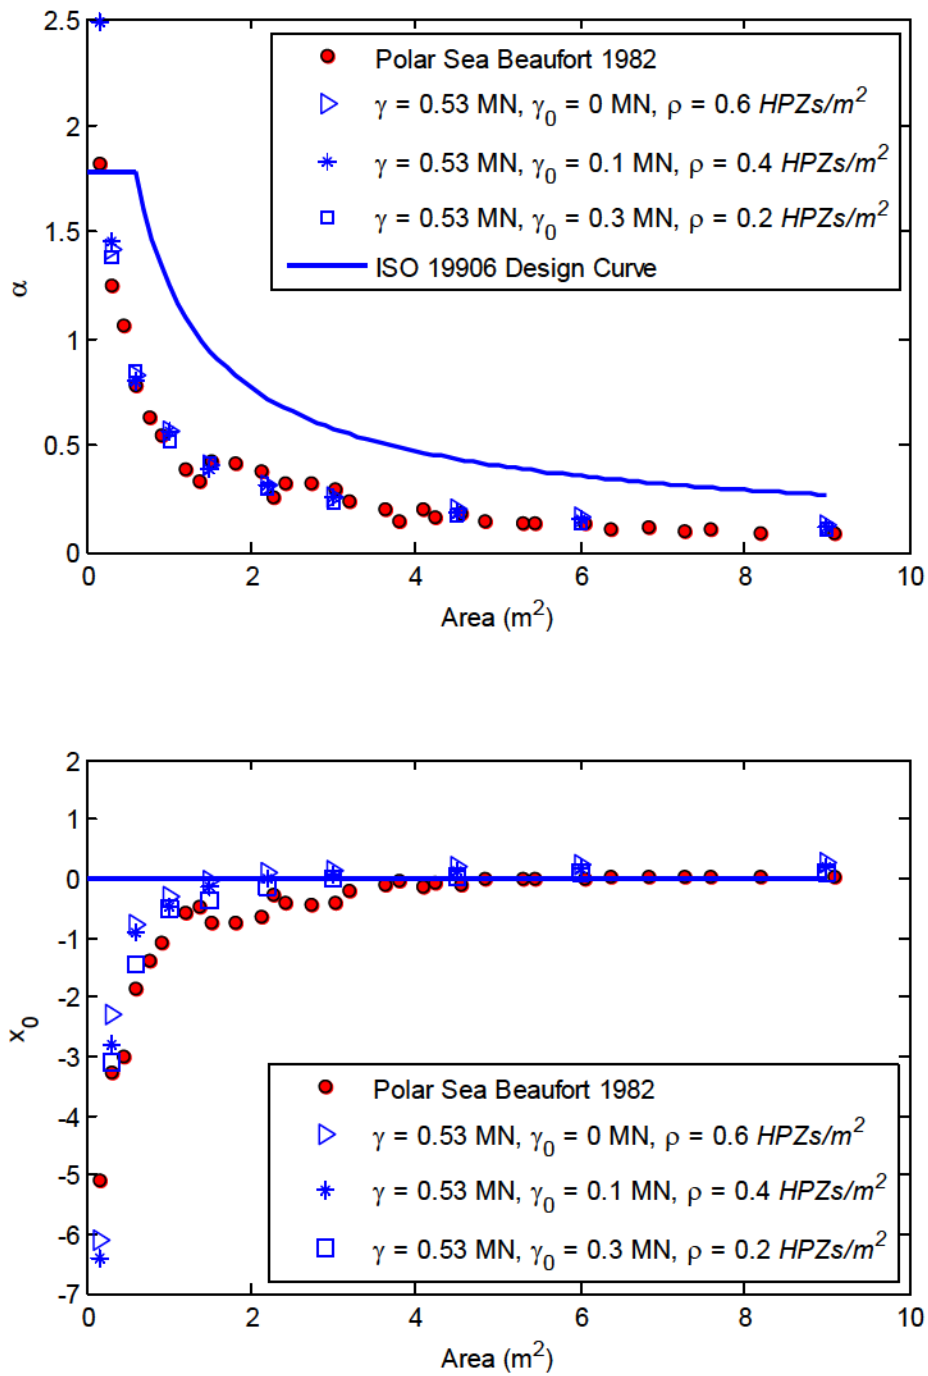 2.5
2
1.5
1
0.5
0
α
Polar Sea Beaufort 1982
γ = 0.53 MN, γ0 = 0 MN, ρ = 0.6 HPZs/m2
γ = 0.53 MN, γ0 = 0.1 MN, ρ = 0.4 HPZs/m2
γ = 0.53 MN, γ0 = 0.3 MN, ρ = 0.2 HPZs/m2
ISO 19906 Design Curve
0 2 4 6 8 10
Area (m2)
2
1
0
-1
-2
-3
-4
-5
-6
-7
x0
Polar Sea Beaufort 1982
γ = 0.53 MN, γ0 = 0 MN, ρ = 0.6 HPZs/m2
γ = 0.53 MN, γ0 = 0.1 MN, ρ = 0.4 HPZs/m2
γ = 0.53 MN, γ0 = 0.3 MN, ρ = 0.2 HPZs/m2
0 2 4 6 8 10
Area (m2)